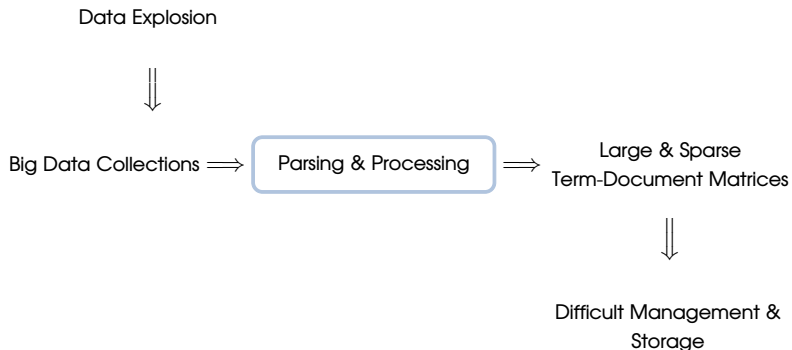 Data Explosion
Big Data Collections
Parsing & Processing
Large & Sparse
Term-Document Matrices
Difficult Management &
Storage